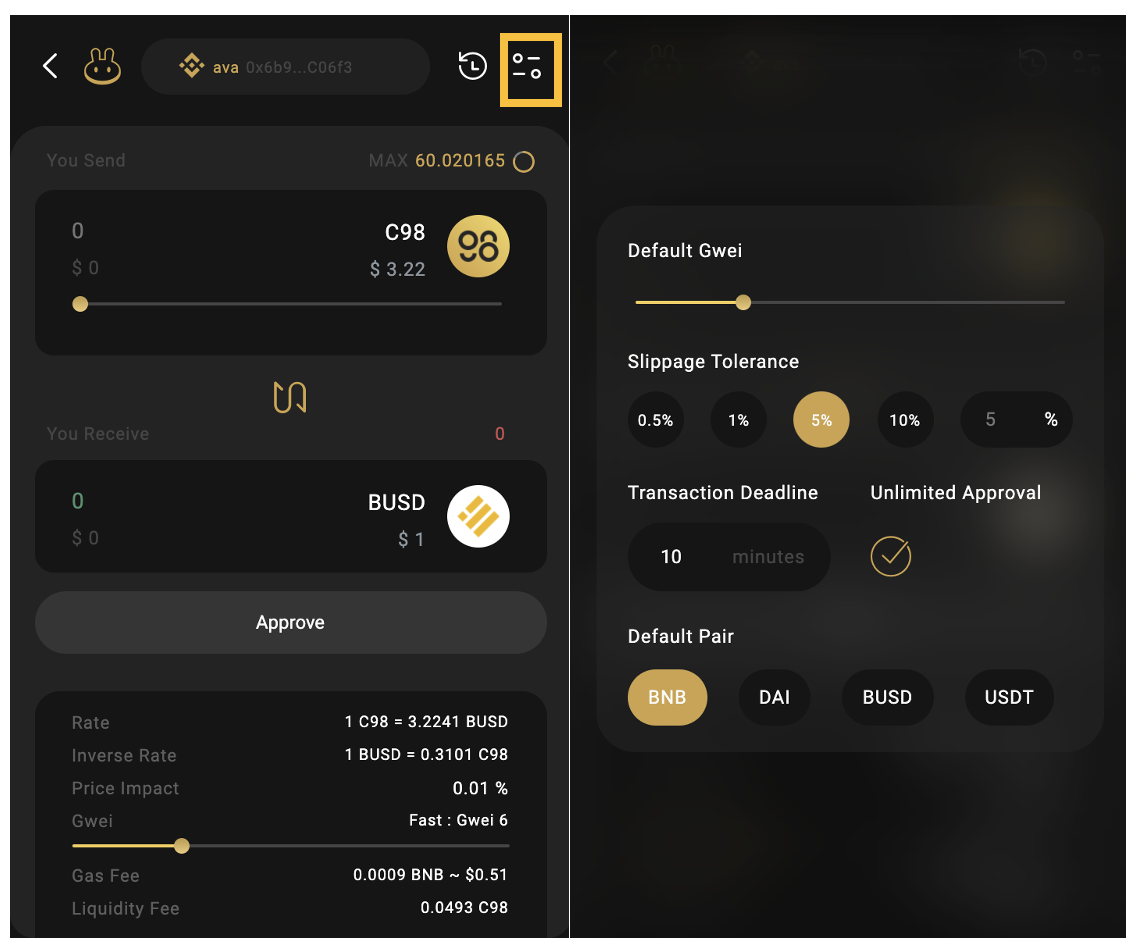 ava 0x6b9...C06f3
You Send
MAX 60.020165
0
C98
$ 0
$ 3.22
You Receive
0
0
BUSD
$ 0
$ 1
Approve
Rate
1 C98 = 3.2241 BUSD
Inverse Rate
1 BUSD = 0.3101 C98
Price Impact
0.01 %
Gwei
Fast : Gwei 6
Gas Fee
0.0009 BNB ~ $0.51
Liquidity Fee
0.0493 C98
Default Gwei
Slippage Tolerance
0.5% 1% 5% 10% 5 %
Transaction Deadline Unlimited Approval
10 minutes
Default Pair
BNB DAI BUSD USDT